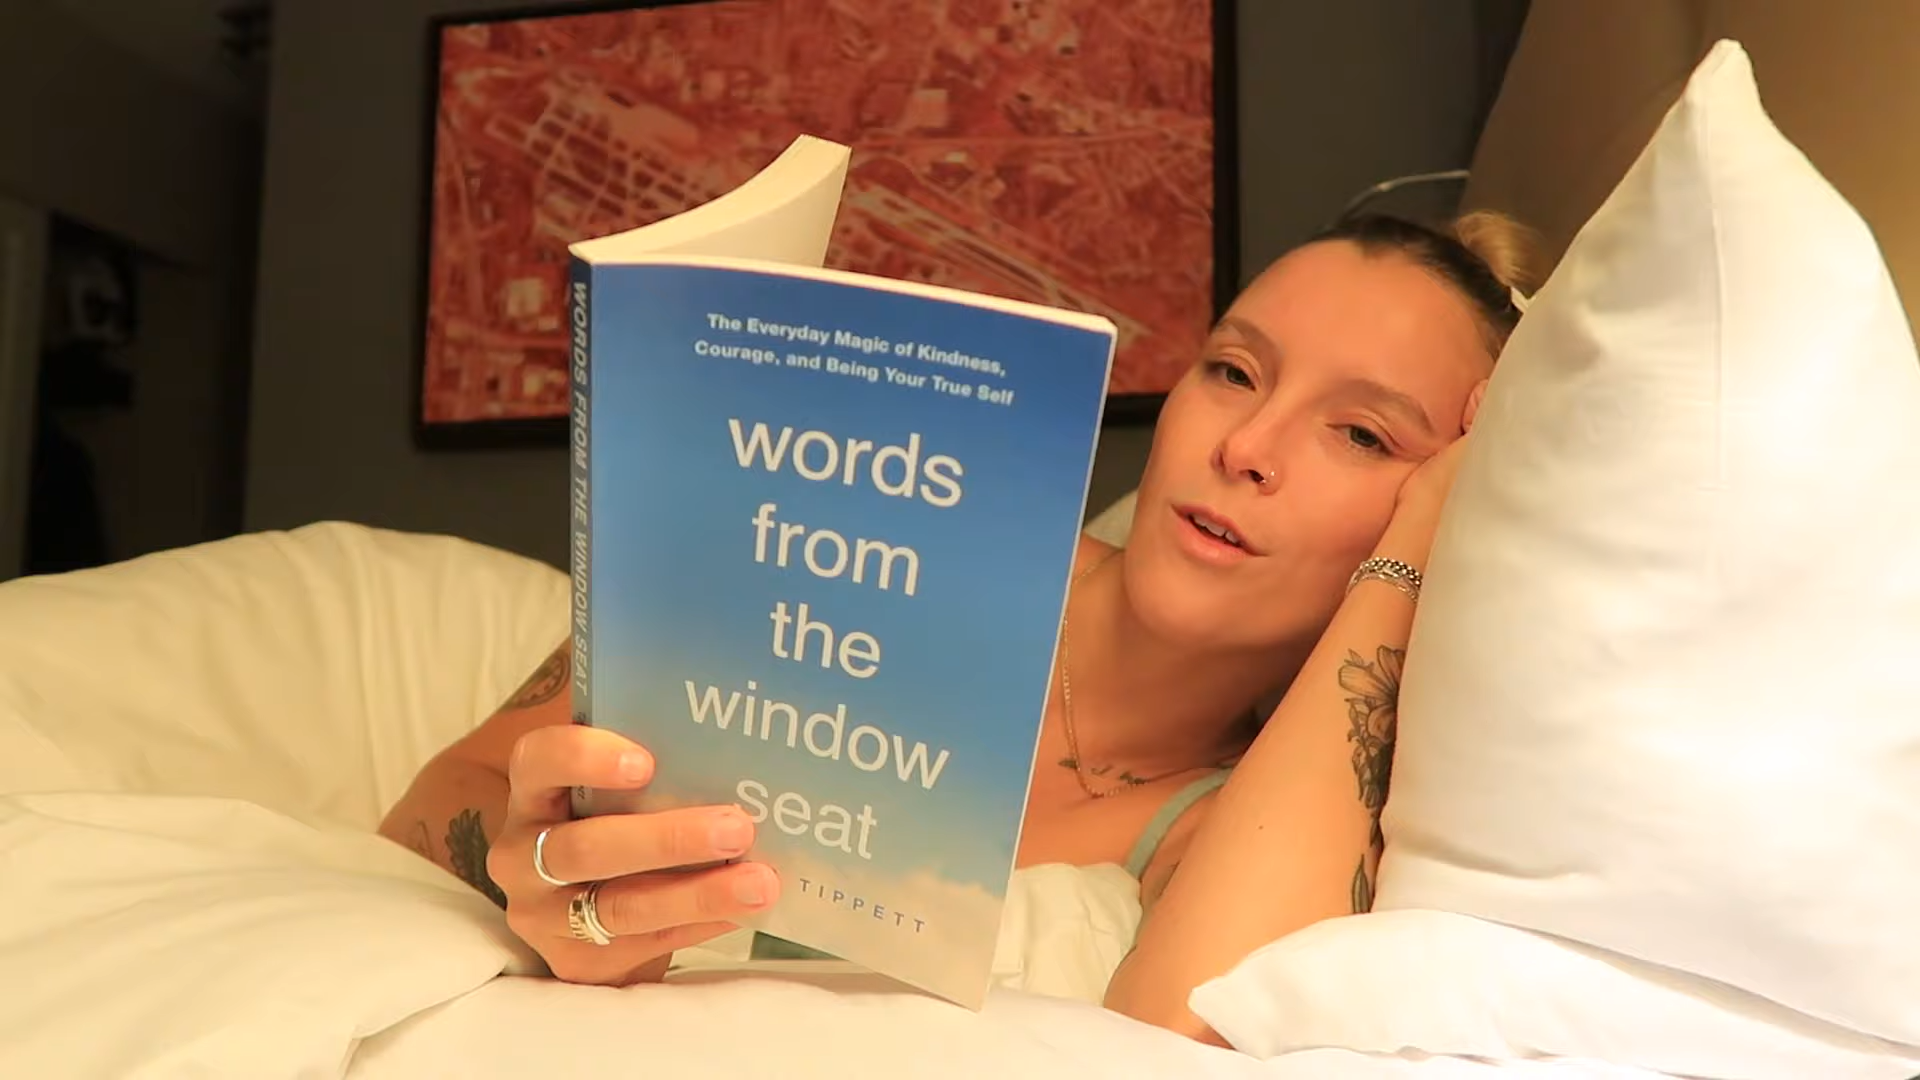 The Everyday Magic of Kindness,
Courage, and Being Your True Self
words
from
the
window
seat
TIPPETT
WORDS FROM THE WINDOW SEAT